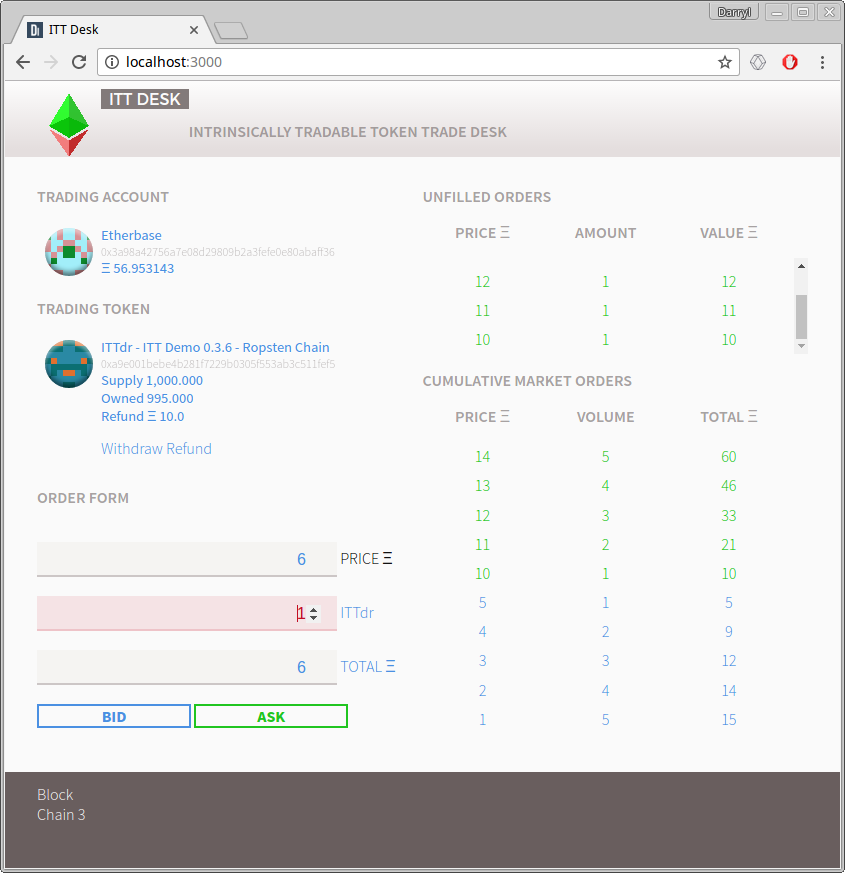 Darryl
ITT Desk
localhost:3000
ITT DESK
INTRINSICALLY TRADABLE TOKEN TRADE DESK
TRADING ACCOUNT
Etherbase
0x3a98a42756a7e08d29809b2a3fefe0e80abaff36
Ξ 56.953143
TRADING TOKEN
ITTdr - ITT Demo 0.3.6 - Ropsten Chain
0xa9e001bebe4b281f7229b0305f553ab3c511fef5
Supply 1,000.000
Owned 995.000
Refund Ξ 10.0
Withdraw Refund
ORDER FORM
6 PRICE Ξ
1 ITTdr
6 TOTAL Ξ
BID ASK
UNFILLED ORDERS
PRICE Ξ AMOUNT VALUE Ξ
12 1 12
11 1 11
10 1 10
CUMULATIVE MARKET ORDERS
PRICE Ξ VOLUME TOTAL Ξ
14 5 60
13 4 46
12 3 33
11 2 21
10 1 10
5 1 5
4 2 9
3 3 12
2 4 14
1 5 15
Block
Chain 3